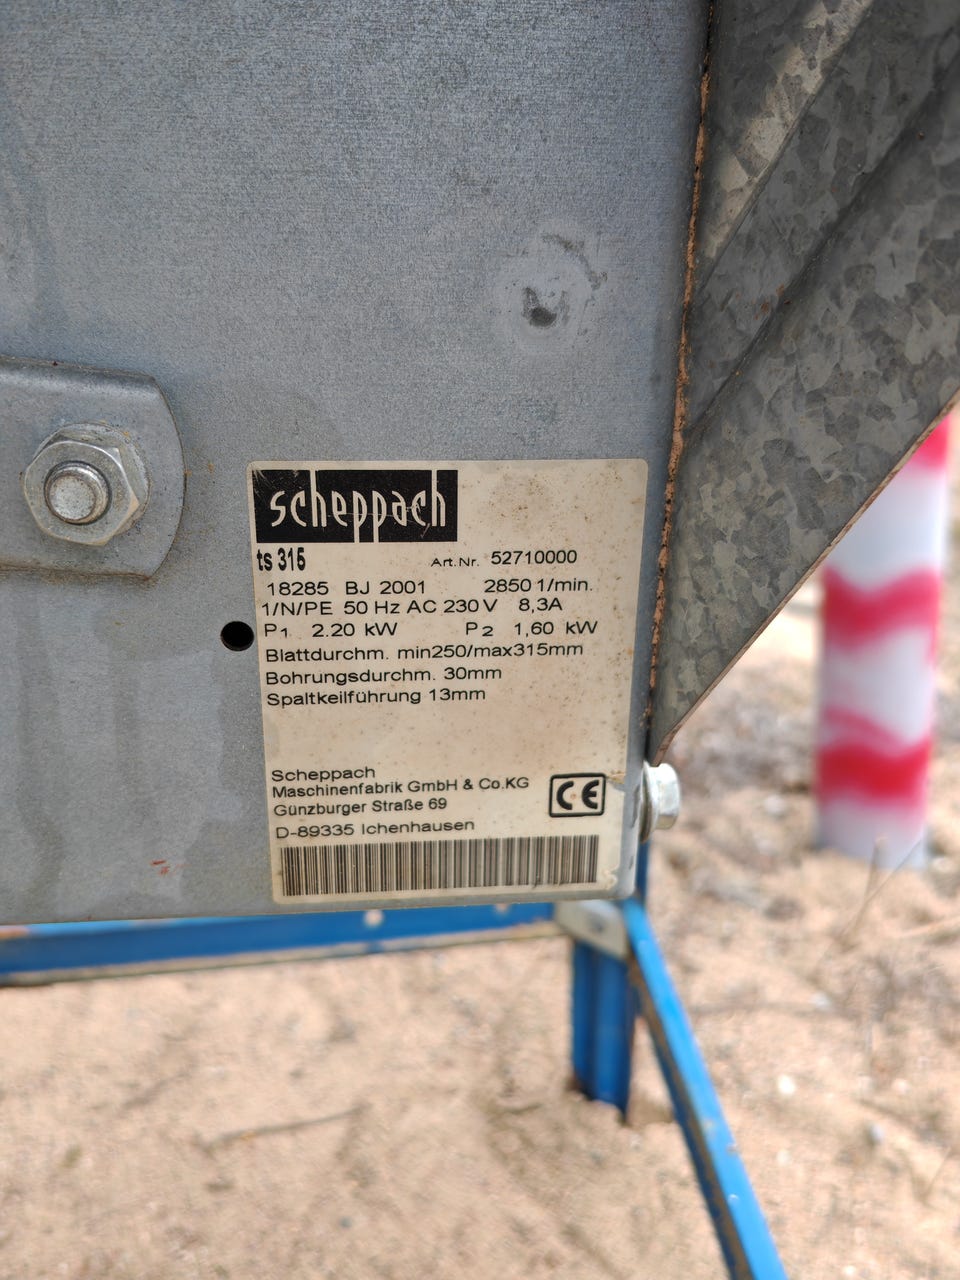 scheppach
ts 315 Art.Nr. 52710000
18285 BJ 2001 2850 1/min.
1/N/PE 50 Hz AC 230 V 8,3A
P1 2.20 kW P2 1,60 kW
Blattdurchm. min250/max315mm
Bohrungsdurchm. 30mm
Spaltkeilführung 13mm
Scheppach
Maschinenfabrik GmbH & Co.KG
Günzburger Straße 69
D-89335 Ichenhausen
CE